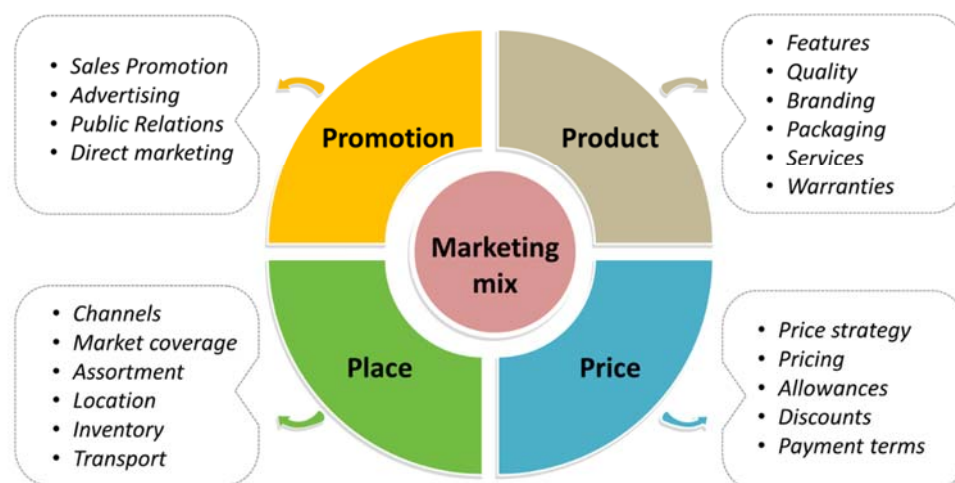 • Sales Promotion
• Advertising
• Public Relations
• Direct marketing
Promotion
Product
• Features
• Quality
• Branding
• Packaging
• Services
• Warranties
Marketing
mix
• Channels
• Market coverage
• Assortment
• Location
• Inventory
• Transport
Place
Price
• Price strategy
• Pricing
• Allowances
• Discounts
• Payment terms